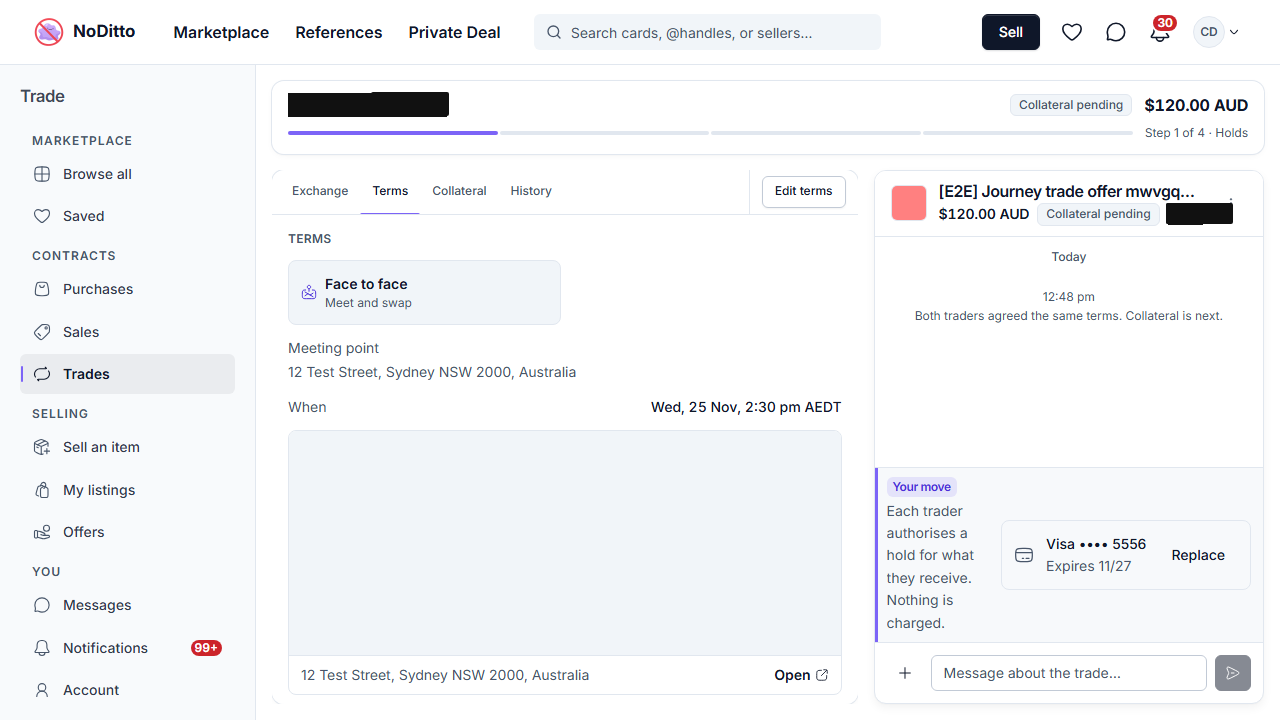 NoDitto
Marketplace
References
Private Deal
Search cards, @handles, or sellers...
Sell
30
CD
Trade
MARKETPLACE
Browse all
Saved
CONTRACTS
Purchases
Sales
Trades
SELLING
Sell an item
My listings
Offers
YOU
Messages
Notifications
99+
Account
Collateral pending
$120.00 AUD
Step 1 of 4 · Holds
Exchange
Terms
Collateral
History
Edit terms
TERMS
Face to face
Meet and swap
Meeting point
12 Test Street, Sydney NSW 2000, Australia
When
Wed, 25 Nov, 2:30 pm AEDT
12 Test Street, Sydney NSW 2000, Australia
Open
[E2E] Journey trade offer mwvgq...
$120.00 AUD
Collateral pending
Today
12:48 pm
Both traders agreed the same terms. Collateral is next.
Your move
Each trader
authorises a
hold for what
they receive.
Nothing is
charged.
Visa •••• 5556
Expires 11/27
Replace
Message about the trade...